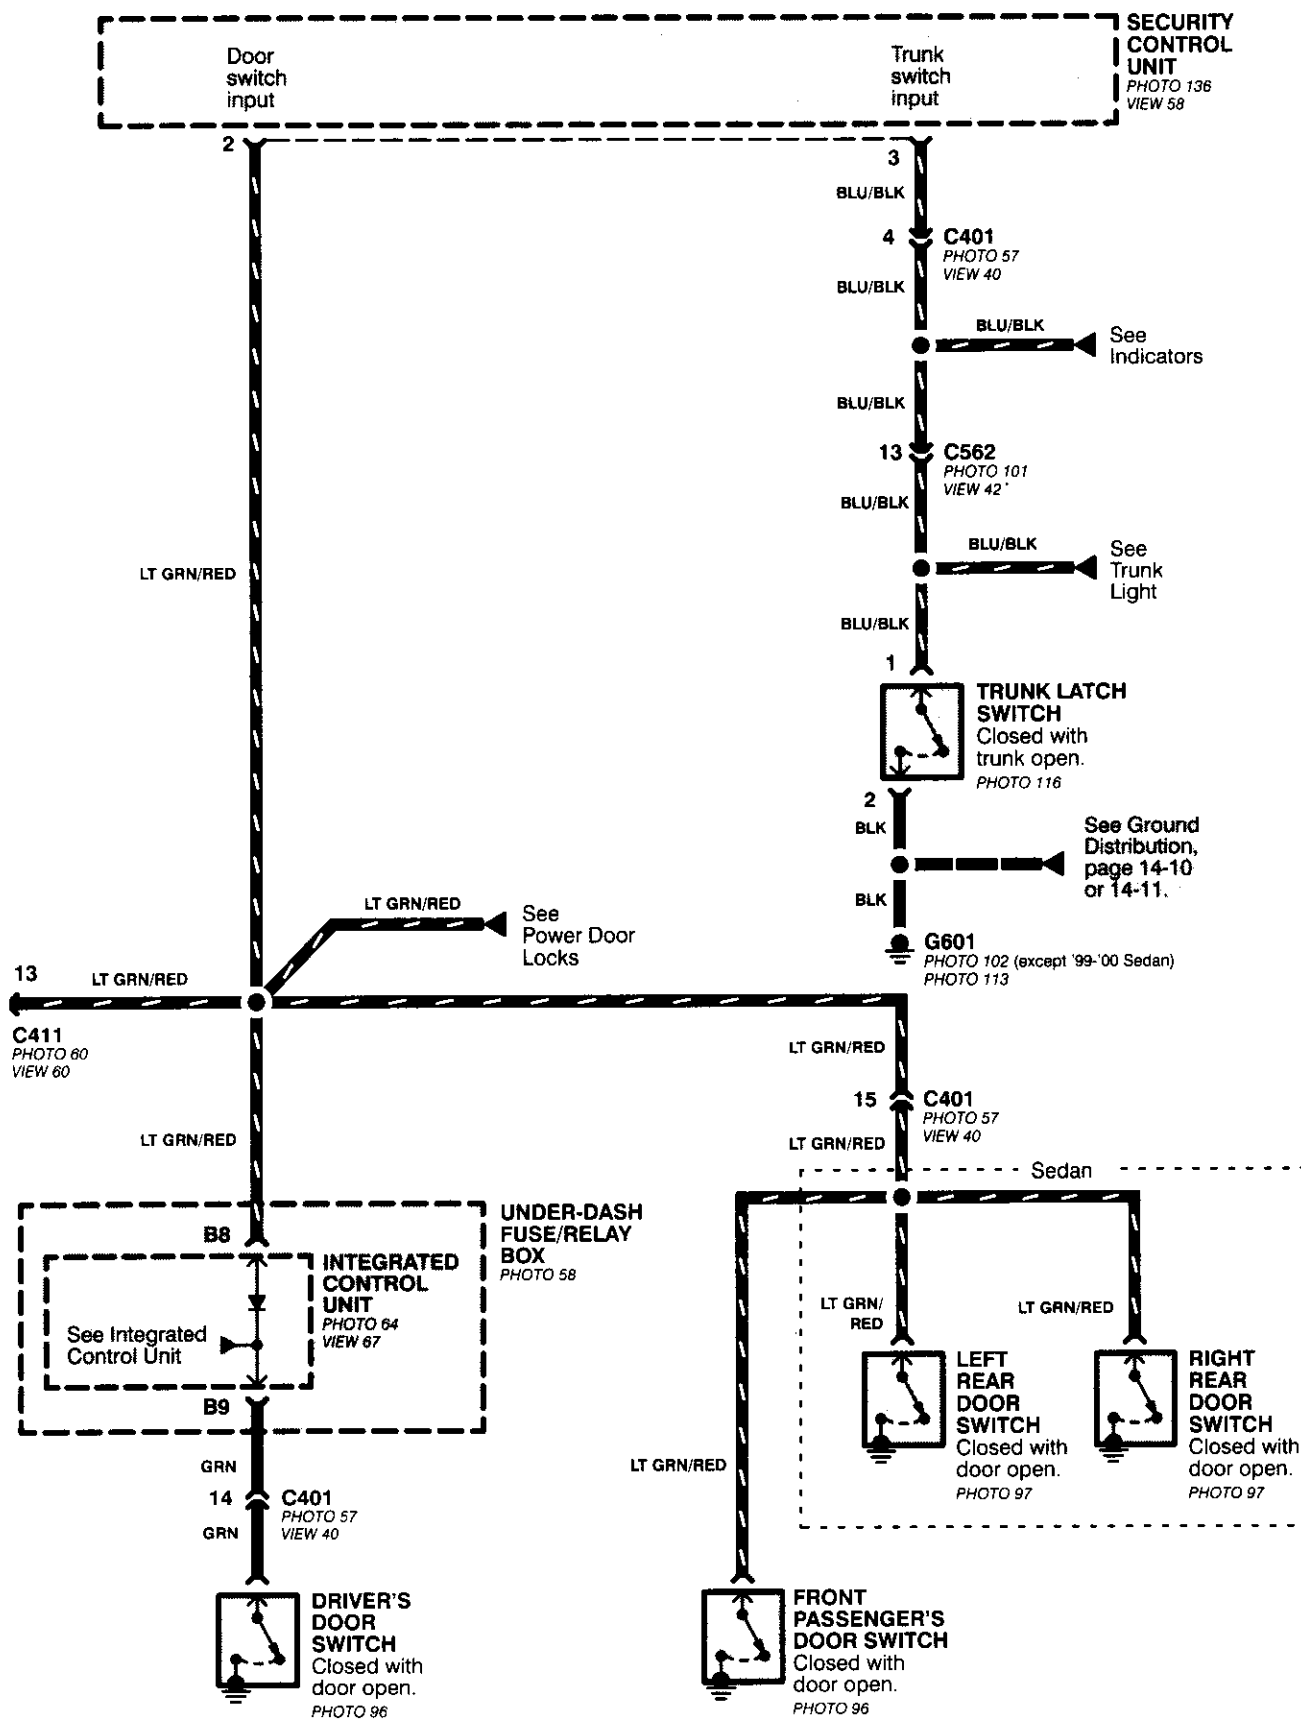 SECURITY
CONTROL
UNIT
PHOTO 136
VIEW 58
Door
switch
input
Trunk
switch
input
2
3
BLU/BLK
4
C401
PHOTO 57
VIEW 40
BLU/BLK
BLU/BLK
See
Indicators
BLU/BLK
13
C562
PHOTO 101
VIEW 42
BLU/BLK
BLU/BLK
See
Trunk
Light
LT GRN/RED
BLU/BLK
1
TRUNK LATCH
SWITCH
Closed with
trunk open.
PHOTO 116
2
BLK
See Ground
Distribution,
page 14-10
or 14-11.
BLK
G601
PHOTO 102 (except '99-'00 Sedan)
PHOTO 113
LT GRN/RED
See
Power Door
Locks
13
LT GRN/RED
C411
PHOTO 60
VIEW 60
LT GRN/RED
15
C401
PHOTO 57
VIEW 40
LT GRN/RED
LT GRN/RED
Sedan
UNDER-DASH
FUSE/RELAY
BOX
PHOTO 58
B8
INTEGRATED
CONTROL
UNIT
PHOTO 64
VIEW 67
See Integrated
Control Unit
B9
LT GRN/
RED
LT GRN/RED
LEFT
REAR
DOOR
SWITCH
Closed with
door open.
PHOTO 97
RIGHT
REAR
DOOR
SWITCH
Closed with
door open.
PHOTO 97
GRN
14
C401
PHOTO 57
VIEW 40
GRN
LT GRN/RED
DRIVER'S
DOOR
SWITCH
Closed with
door open.
PHOTO 96
FRONT
PASSENGER'S
DOOR SWITCH
Closed with
door open.
PHOTO 96